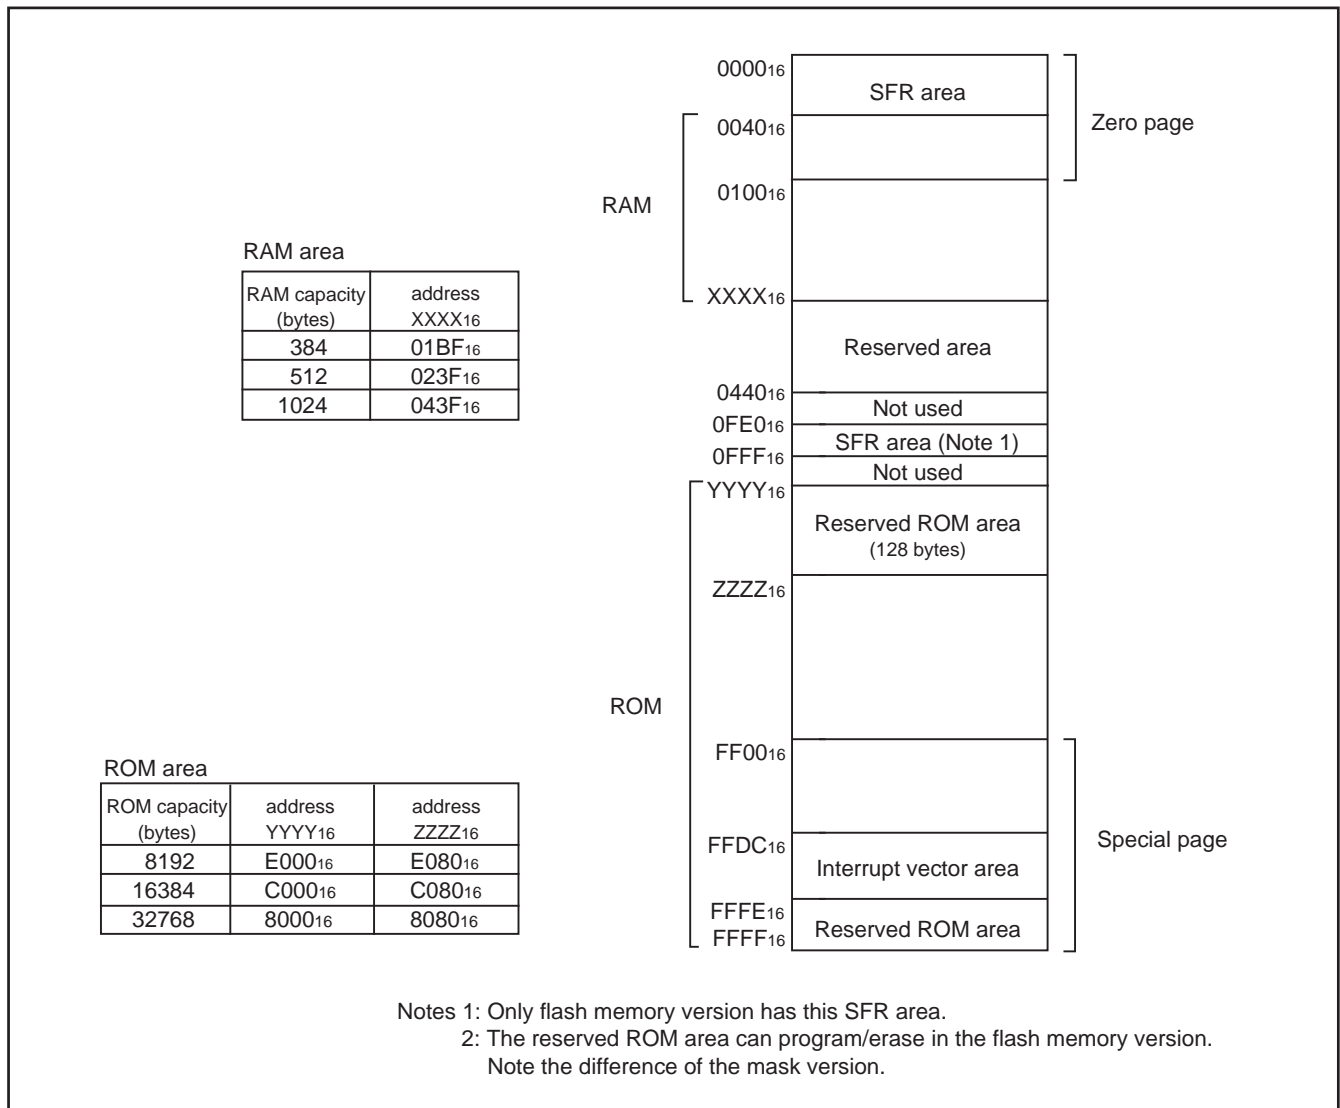 000016
SFR area
004016
Zero page
RAM
010016
XXXX16
RAM area
RAM capacity (bytes) address XXXX16
384 01BF16
512 023F16
1024 043F16
Reserved area
044016
Not used
0FE016
SFR area (Note 1)
0FFF16
Not used
YYYY16
Reserved ROM area
(128 bytes)
ZZZZ16
ROM
FF0016
ROM area
ROM capacity (bytes) address YYYY16 address ZZZZ16
8192 E00016 E08016
16384 C00016 C08016
32768 800016 808016
FFDC16
Special page
Interrupt vector area
FFFE16
Reserved ROM area
FFFF16
Notes 1: Only flash memory version has this SFR area.
2: The reserved ROM area can program/erase in the flash memory version.
Note the difference of the mask version.